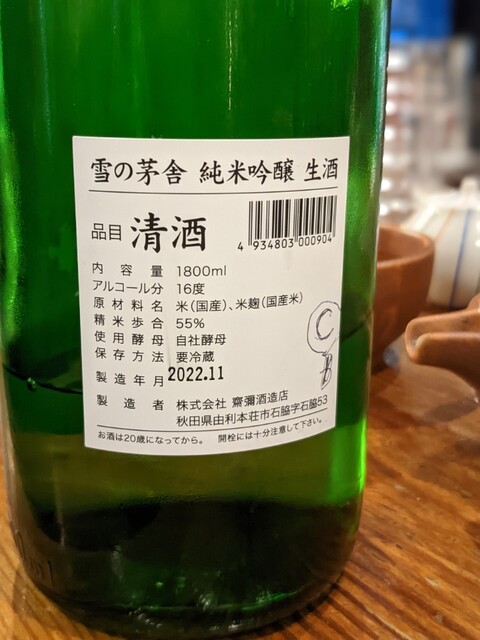 雪の茅舎 純米吟醸 生酒
品目 清酒
4 934803 000904
内容量 1800ml
アルコール分 16度
原材料名 米(国産)、米麹(国産米)
精米歩合 55%
使用酵母 自社酵母
保存方法 要冷蔵
製造年月 2022.11
製造者 株式会社 齋彌酒造店
秋田県由利本荘市石脇字石脇53
お酒は20歳になってから。 開栓には十分注意して下さい。
C
B